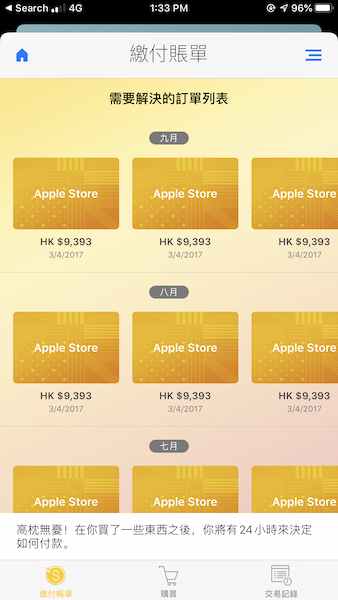 Search 4G 1:33 PM 96%
繳付賬單
需要解決的訂單列表
九月
Apple Store Apple Store Apple Store
HK $9,393 HK $9,393 HK $9,393
3/4/2017 3/4/2017 3/4/2017
八月
Apple Store Apple Store Apple Store
HK $9,393 HK $9,393 HK $9,393
3/4/2017 3/4/2017 3/4/2017
七月
Apple Store Apple Store Apple Store
高枕無憂！在你買了一些東西之後，你將有24小時來決定
如何付款。
繳付帳單 購買 交易記錄